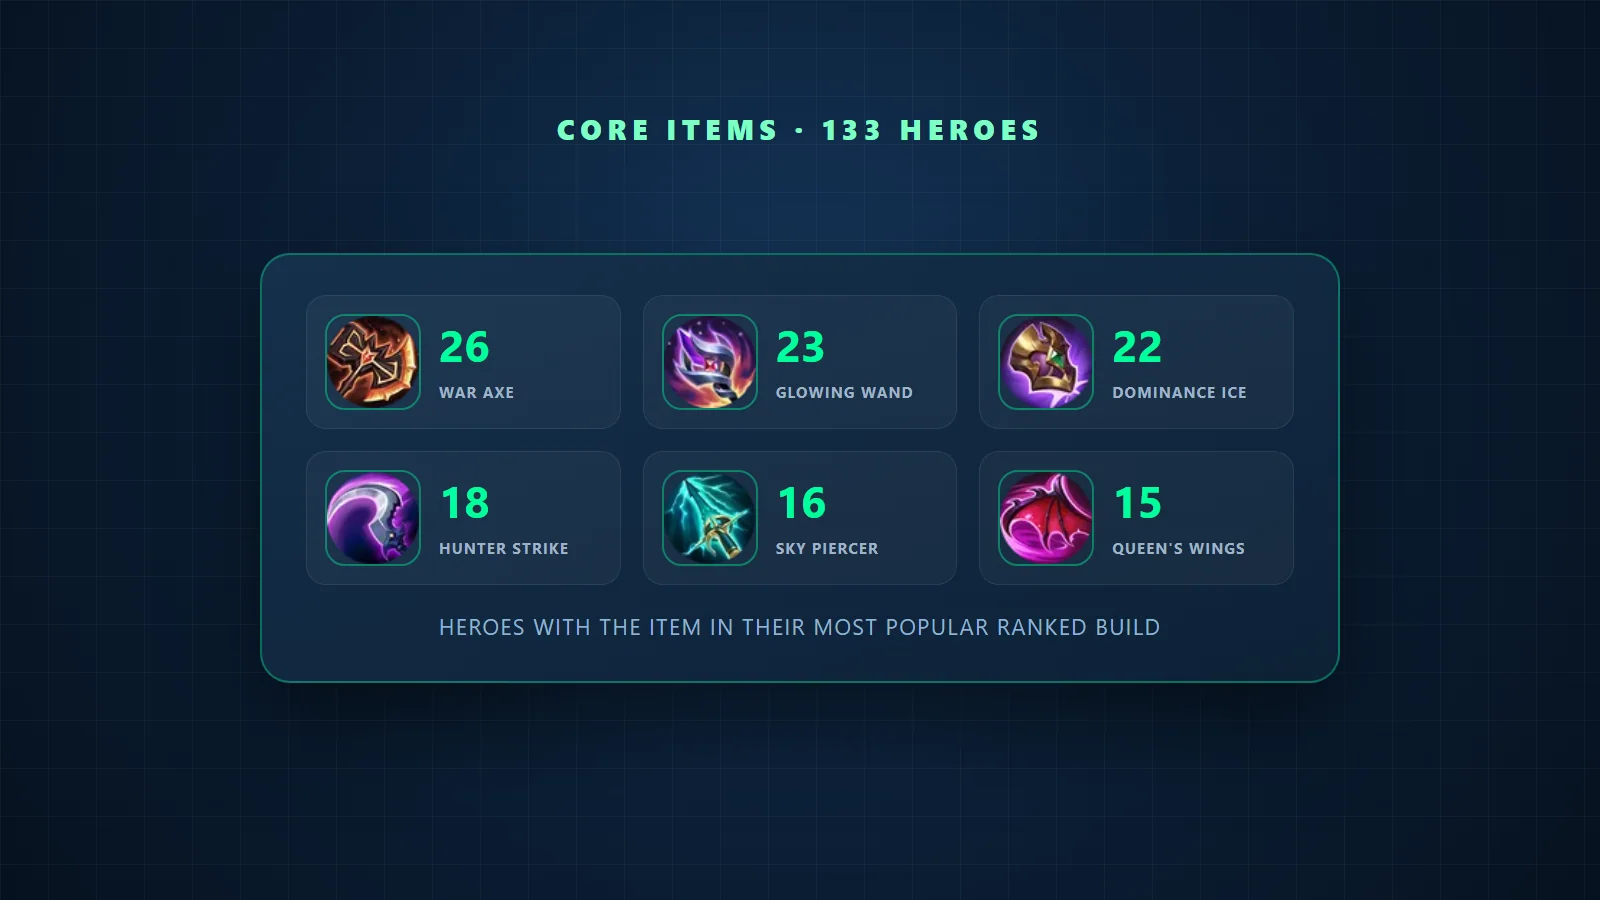 CORE ITEMS · 133 HEROES
26
WAR AXE
23
GLOWING WAND
22
DOMINANCE ICE
18
HUNTER STRIKE
16
SKY PIERCER
15
QUEEN'S WINGS
HEROES WITH THE ITEM IN THEIR MOST POPULAR RANKED BUILD